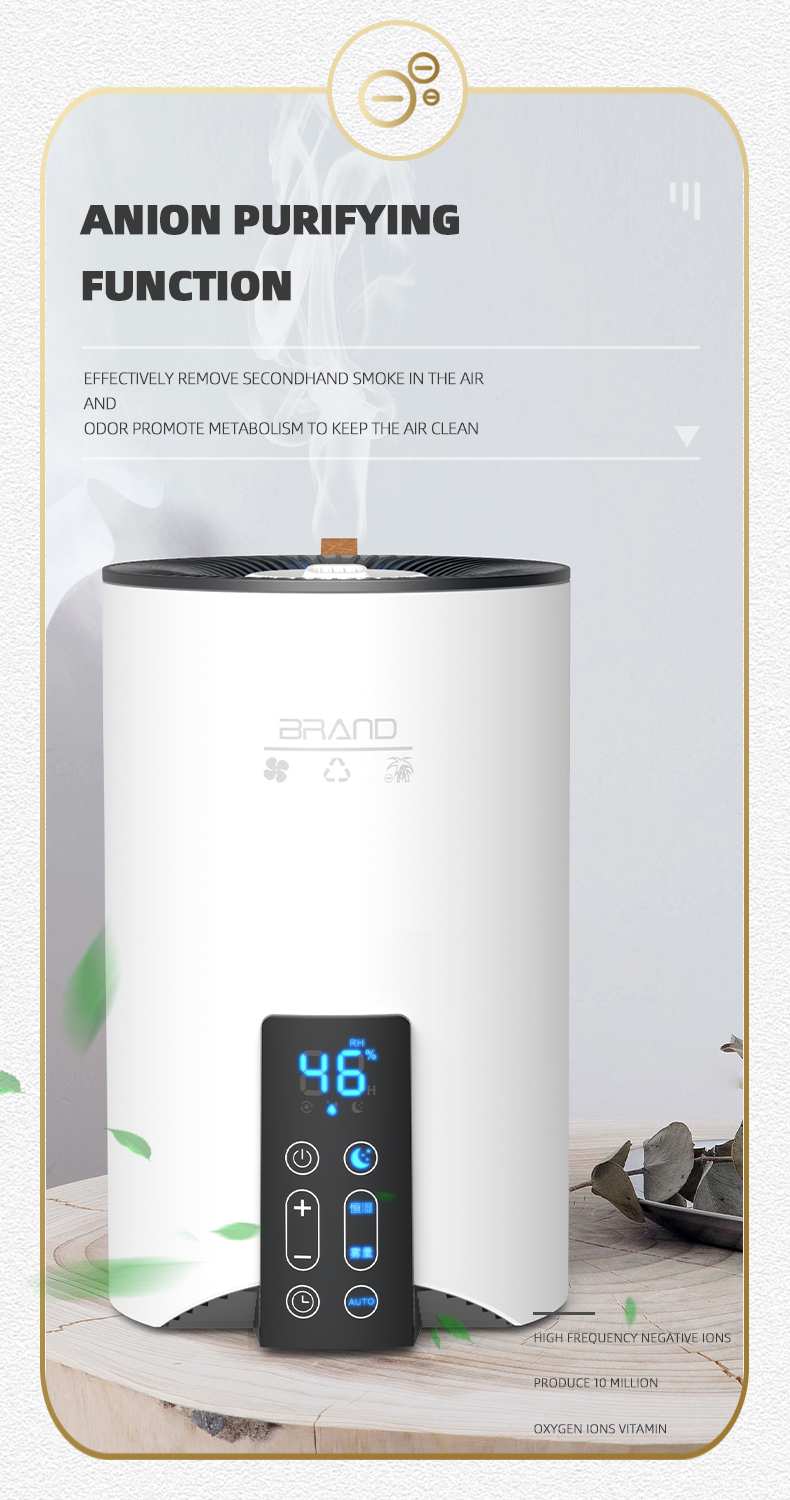 ANION PURIFYING
FUNCTION
EFFECTIVELY REMOVE SECONDHAND SMOKE IN THE AIR
AND
ODOR PROMOTE METABOLISM TO KEEP THE AIR CLEAN
BRAND
RH
46%
H
恒湿
雾量
AUTO
HIGH FREQUENCY NEGATIVE IONS
PRODUCE 10 MILLION
OXYGEN IONS VITAMIN